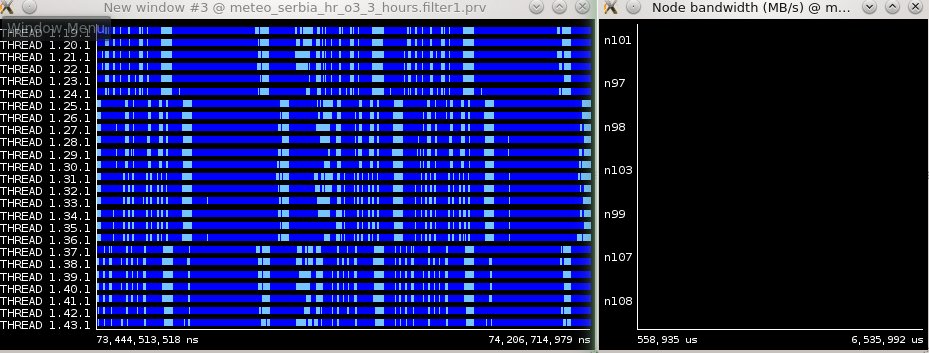 New window #3 @ meteo_serbia_hr_o3_3_hours.filter1.prv
Window Menu
THREAD 1.19.1
THREAD 1.20.1
THREAD 1.21.1
THREAD 1.22.1
THREAD 1.23.1
THREAD 1.24.1
THREAD 1.25.1
THREAD 1.26.1
THREAD 1.27.1
THREAD 1.28.1
THREAD 1.29.1
THREAD 1.30.1
THREAD 1.31.1
THREAD 1.32.1
THREAD 1.33.1
THREAD 1.34.1
THREAD 1.35.1
THREAD 1.36.1
THREAD 1.37.1
THREAD 1.38.1
THREAD 1.39.1
THREAD 1.40.1
THREAD 1.41.1
THREAD 1.42.1
THREAD 1.43.1
73,444,513,518 ns
74,206,714,979 ns
Node bandwidth (MB/s) @ m...
n101
n97
n98
n103
n99
n107
n108
558,935 us
6,535,992 us